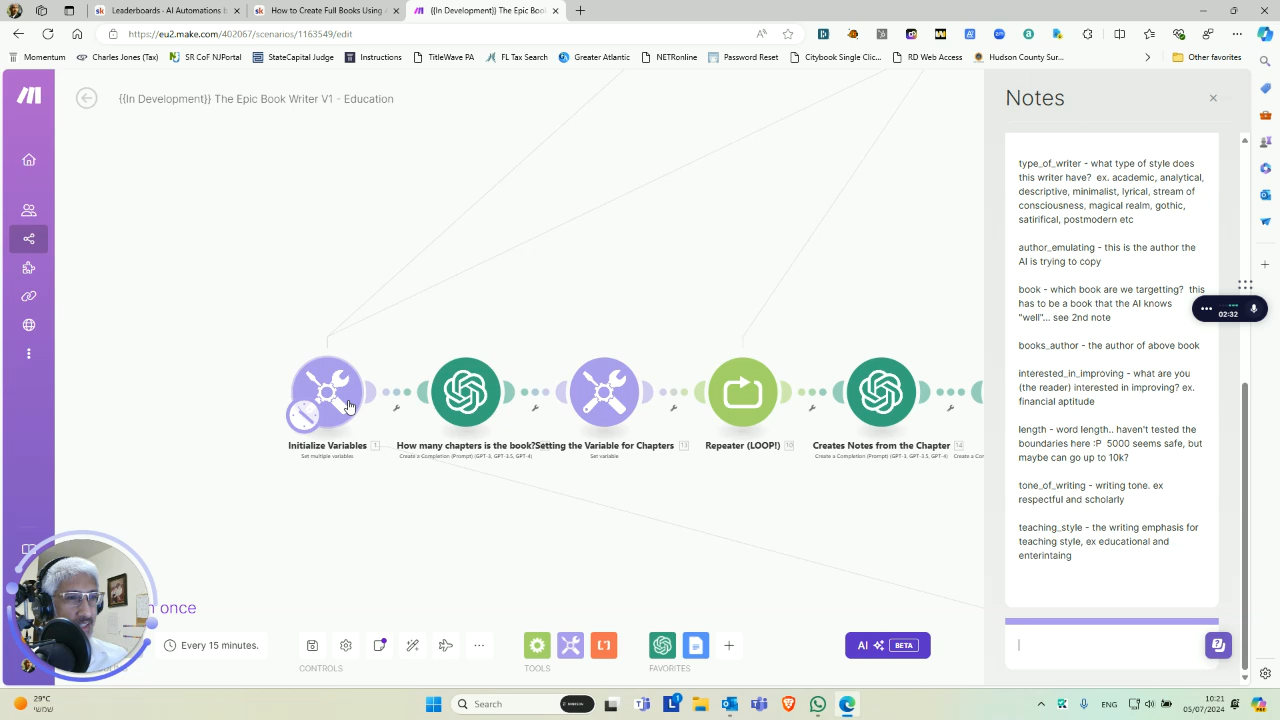 Leaderboards - AI Automations b
How to Create Full Books Using A
{{In Development}} The Epic Boo
https://eu2.make.com/402067/scenarios/1163549/edit
Momentum
Charles Jones (Tax)
SR CoF NJPortal
StateCapital Judge
Instructions
TitleWave PA
FL Tax Search
Greater Atlantic
NETRonline
Password Reset
Citybook Single Clic...
RD Web Access
Hudson County Sur...
Other favorites
{{In Development}} The Epic Book Writer V1 - Education
Notes
type_of_writer - what type of style does
this writer have? ex. academic, analytical,
descriptive, minimalist, lyrical, stream of
consciousness, magical realm, gothic,
satirifical, postmodern etc
author_emulating - this is the author the
AI is trying to copy
book - which book are we targetting? this
has to be a book that the AI knows
"well"... see 2nd note
books_author - the author of above book
interested_in_improving - what are you
(the reader) interested in improving? ex.
financial aptitude
length - word length.. haven't tested the
boundaries here :P 5000 seems safe, but
maybe can go up to 10k?
tone_of_writing - writing tone. ex
respectful and scholarly
teaching_style - the writing emphasis for
teaching style, ex educational and
enterintaing
02:32
Initialize Variables 1
Set multiple variables
How many chapters is the book?
Create a Completion (Prompt) (GPT-3, GPT-3.5, GPT-4)
Setting the Variable for Chapters 13
Set variable
Repeater (LOOP!) 10
Creates Notes from the Chapter 14
Create a Completion (Prompt) (GPT-3, GPT-3.5, GPT-4)
Create a Cor
n once
Every 15 minutes.
CONTROLS
TOOLS
FAVORITES
AI BETA
29°C
Search
1
ENG
10:21
05/07/2024